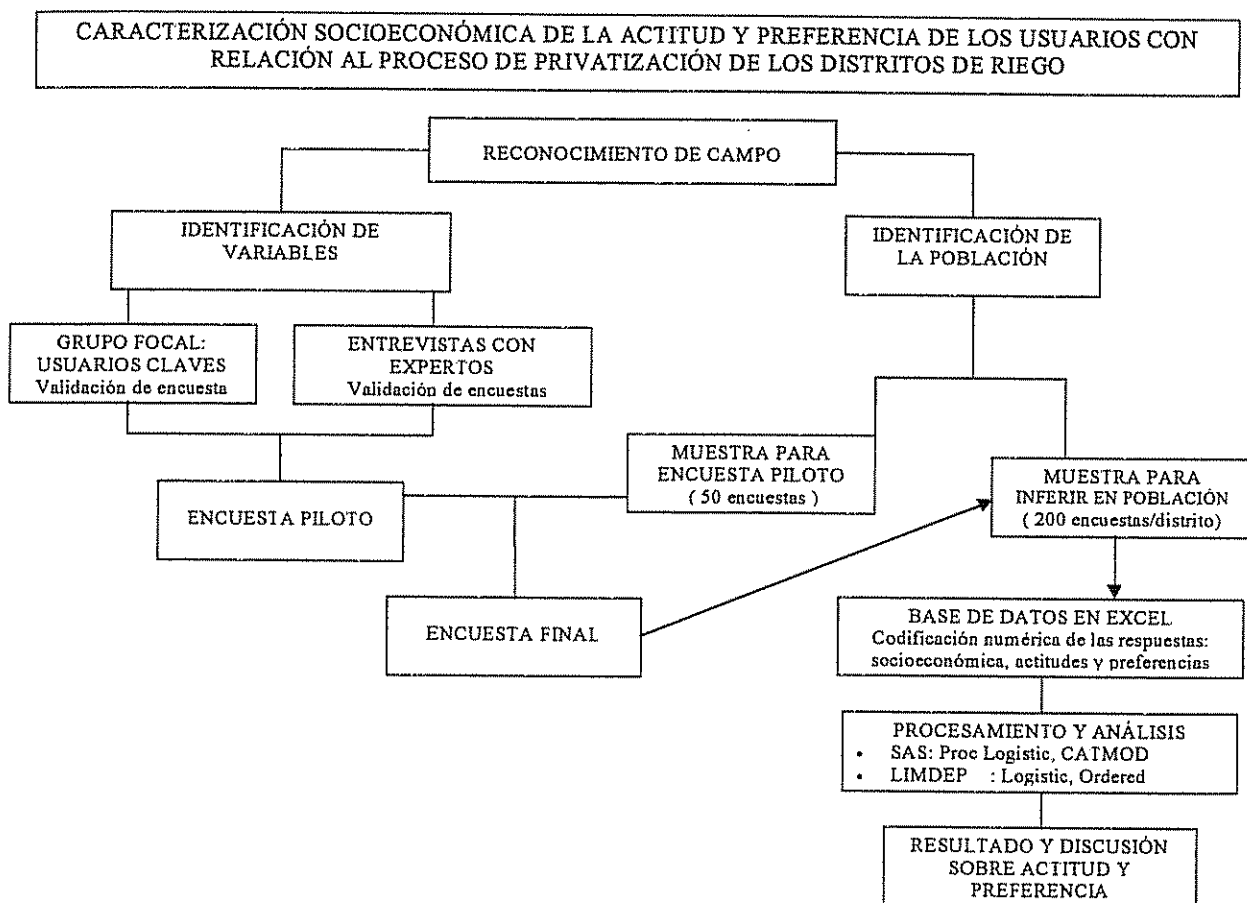 CARACTERIZACIÓN SOCIOECONÓMICA DE LA ACTITUD Y PREFERENCIA DE LOS USUARIOS CON
RELACIÓN AL PROCESO DE PRIVATIZACIÓN DE LOS DISTRITOS DE RIEGO
RECONOCIMIENTO DE CAMPO
IDENTIFICACIÓN DE
VARIABLES
IDENTIFICACIÓN DE
LA POBLACIÓN
GRUPO FOCAL:
USUARIOS CLAVES
Validación de encuesta
ENTREVISTAS CON
EXPERTOS
Validación de encuestas
MUESTRA PARA
ENCUESTA PILOTO
( 50 encuestas )
MUESTRA PARA
INFERIR EN POBLACIÓN
( 200 encuestas/distrito)
ENCUESTA PILOTO
ENCUESTA FINAL
BASE DE DATOS EN EXCEL
Codificación numérica de las respuestas:
socioeconómica, actitudes y preferencias
PROCESAMIENTO Y ANÁLISIS
• SAS: Proc Logistic, CATMOD
• LIMDEP : Logistic, Ordered
RESULTADO Y DISCUSIÓN
SOBRE ACTITUD Y
PREFERENCIA